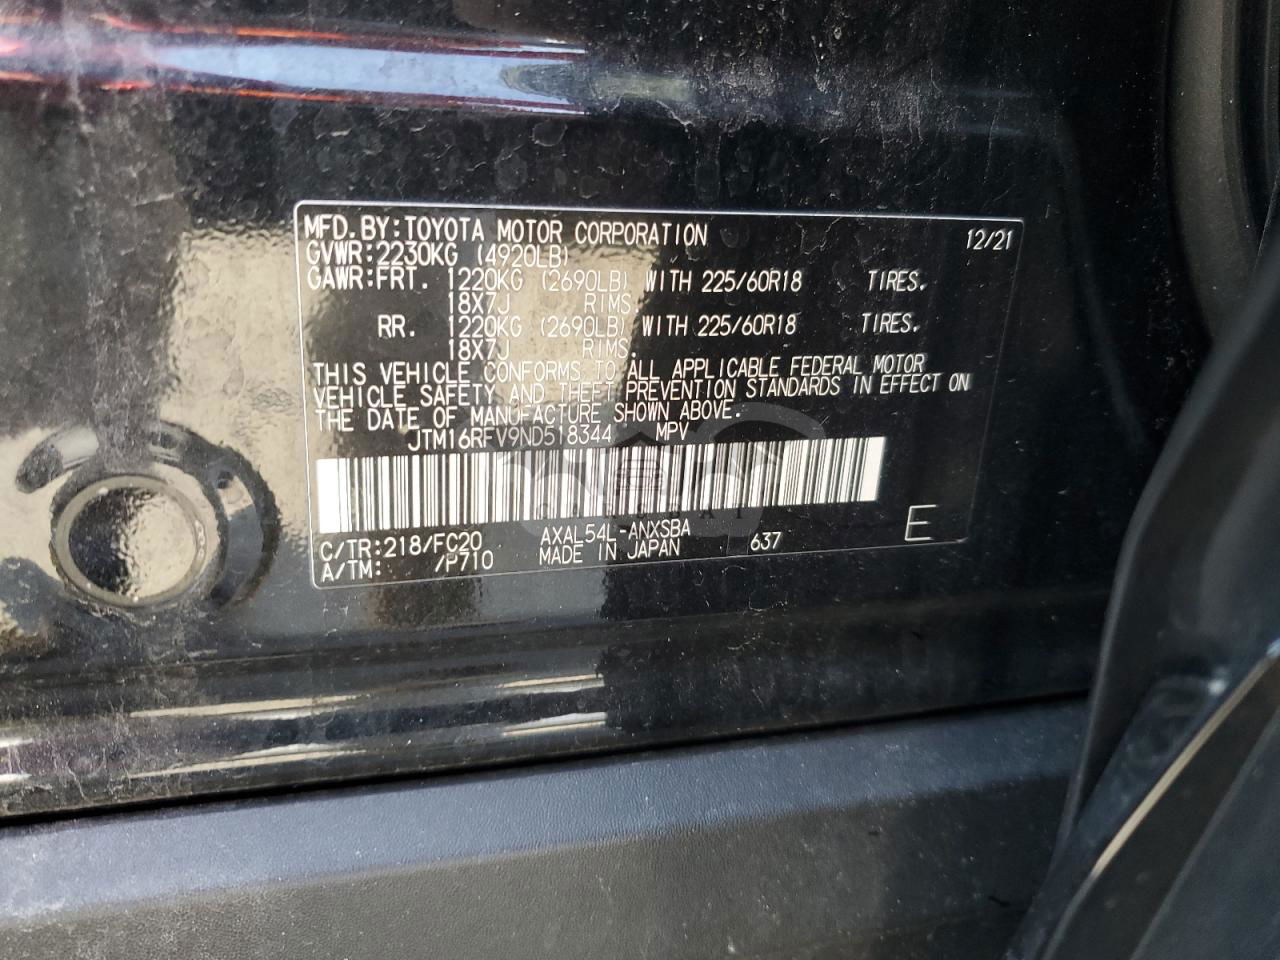 MFD. BY: TOYOTA MOTOR CORPORATION 12/21
GVWR: 2230KG (4920LB)
GAWR: FRT. 1220KG (2690LB) WITH 225/60R18 TIRES.
18X7J RIMS
RR. 1220KG (2690LB) WITH 225/60R18 TIRES.
18X7J RIMS.
THIS VEHICLE CONFORMS TO ALL APPLICABLE FEDERAL MOTOR
VEHICLE SAFETY AND THEFT PREVENTION STANDARDS IN EFFECT ON
THE DATE OF MANUFACTURE SHOWN ABOVE.
JTM16RFV9ND518344 MPV
C/TR: 218/FC20 AXAL54L-ANXSBA
A/TM: /P710 MADE IN JAPAN 637 E